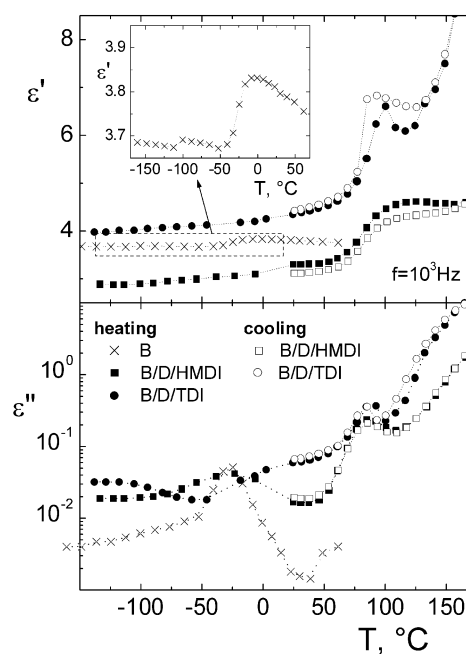 8
ε'
6
4
3.9
ε'
3.8
3.7
-150 -100 -50 0 50
T, °C
f=10³Hz
heating cooling
B B/D/HMDI
B/D/HMDI B/D/TDI
B/D/TDI
10⁰
ε''
10⁻¹
10⁻²
-100 -50 0 50 100 150
T, °C